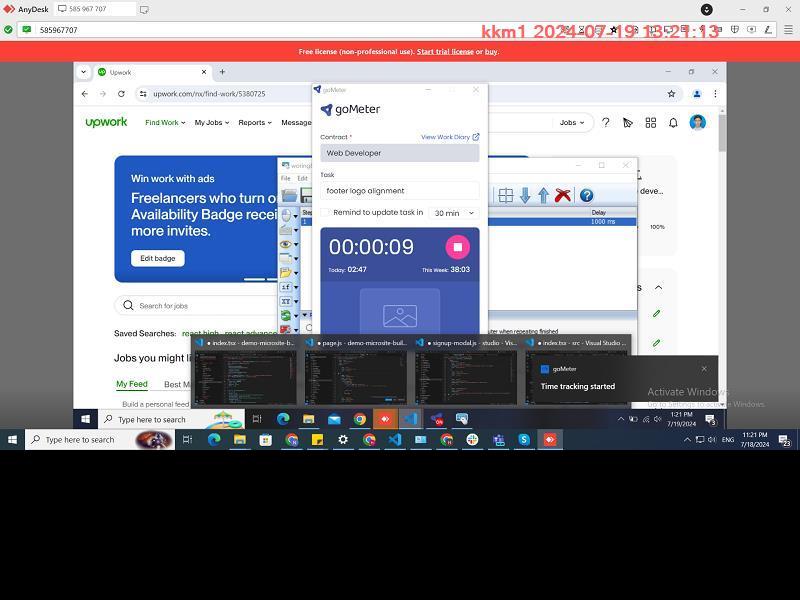 AnyDesk
585 967 707
585967707
kkm1 2024-07-19 13:21:13
Free license (non-professional use). Start trial license or buy.
Upwork
upwork.com/nx/find-work/5380725
upwork
Find Work
My Jobs
Reports
Message
Jobs
Win work with ads
Freelancers who turn o
Availability Badge recei
more invites.
Edit badge
Search for jobs
Saved Searches:
react high
react advance
Jobs you might li
My Feed
Best M
Build a personal feed
goMeter
goMeter
Contract *
View Work Diary
Web Developer
Task
footer logo alignment
Remind to update task in
30 min
00:00:09
Today: 02:47
This Week: 38:03
File
Edit
Delay
1
1000 ms
uter when repeating finished
deve...
100%
index.tsx - demo-microsite-b...
page.js - demo-microsite-buil...
signup-modal.js - studio - Vis...
index.tsx - src - Visual Studio ...
goMeter
Time tracking started
Activate Windows
Go to Settings to activate Windows.
Type here to search
1:21 PM
7/19/2024
Type here to search
ENG
11:21 PM
7/18/2024
23